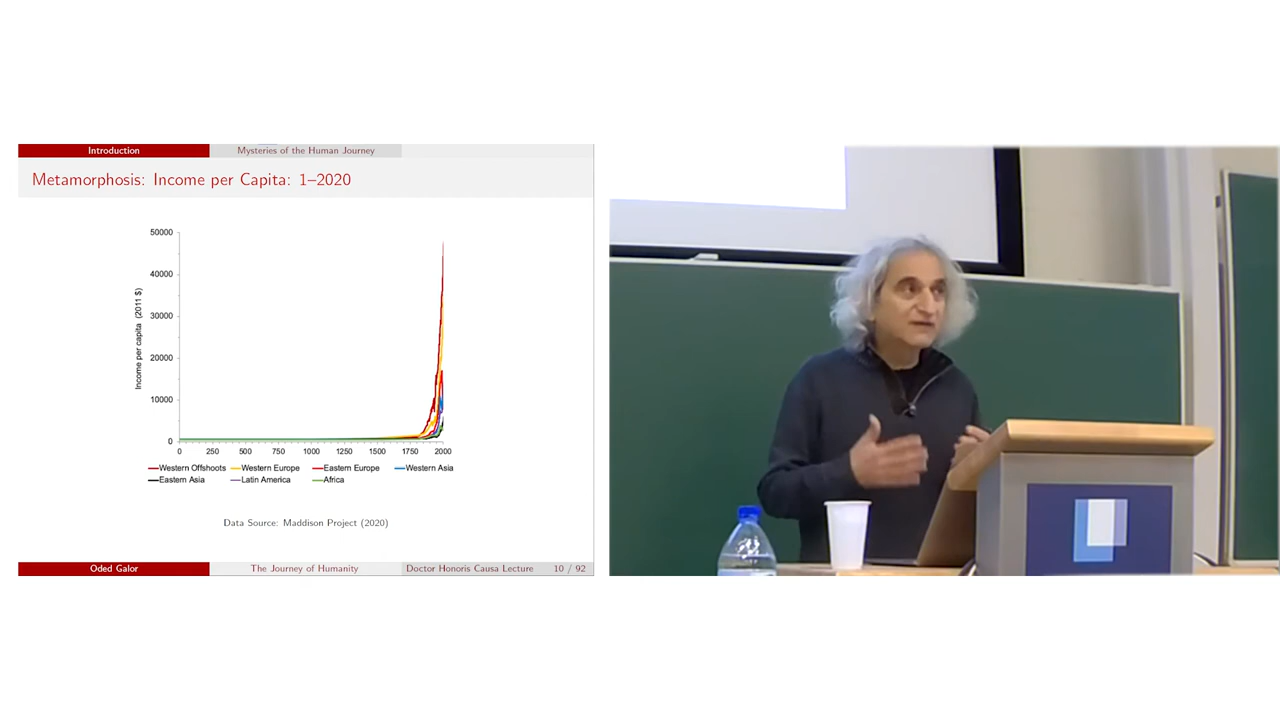 Introduction
Mysteries of the Human Journey
Metamorphosis: Income per Capita: 1–2020
50000
40000
30000
20000
10000
0
Income per capita (2011 $)
0 250 500 750 1000 1250 1500 1750 2000
Western Offshoots Western Europe Eastern Europe Western Asia
Eastern Asia Latin America Africa
Data Source: Maddison Project (2020)
Oded Galor The Journey of Humanity Doctor Honoris Causa Lecture 10 / 92